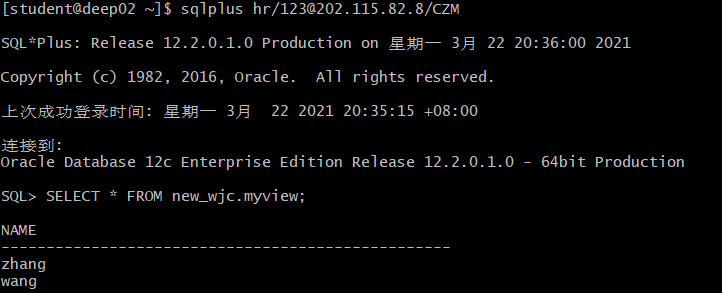 [student@deep02 ~]$ sqlplus hr/123@202.115.82.8/CZM
SQL*Plus: Release 12.2.0.1.0 Production on 星期一 3月 22 20:36:00 2021
Copyright (c) 1982, 2016, Oracle.  All rights reserved.
上次成功登录时间: 星期一 3月  22 2021 20:35:15 +08:00
连接到:
Oracle Database 12c Enterprise Edition Release 12.2.0.1.0 - 64bit Production
SQL> SELECT * FROM new_wjc.myview;
NAME
--------------------------------------------------
zhang
wang